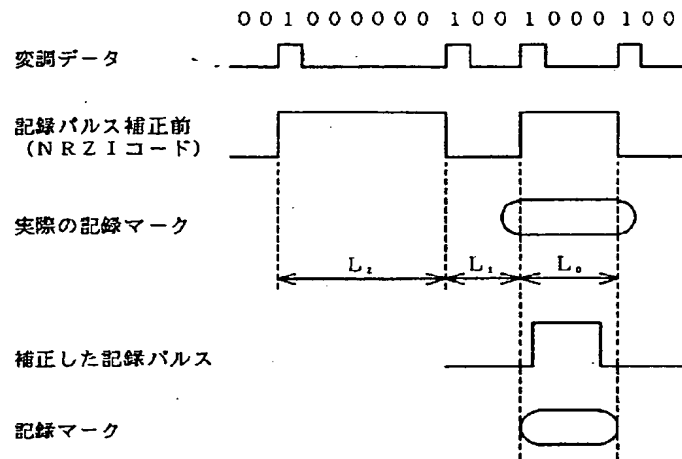 0 0 1 0 0 0 0 0 0 1 0 0 1 0 0 0 1 0 0
変調データ
記録パルス補正前
(NRZIコード)
実際の記録マーク
L₂ L₁ L₀
補正した記録パルス
記録マーク